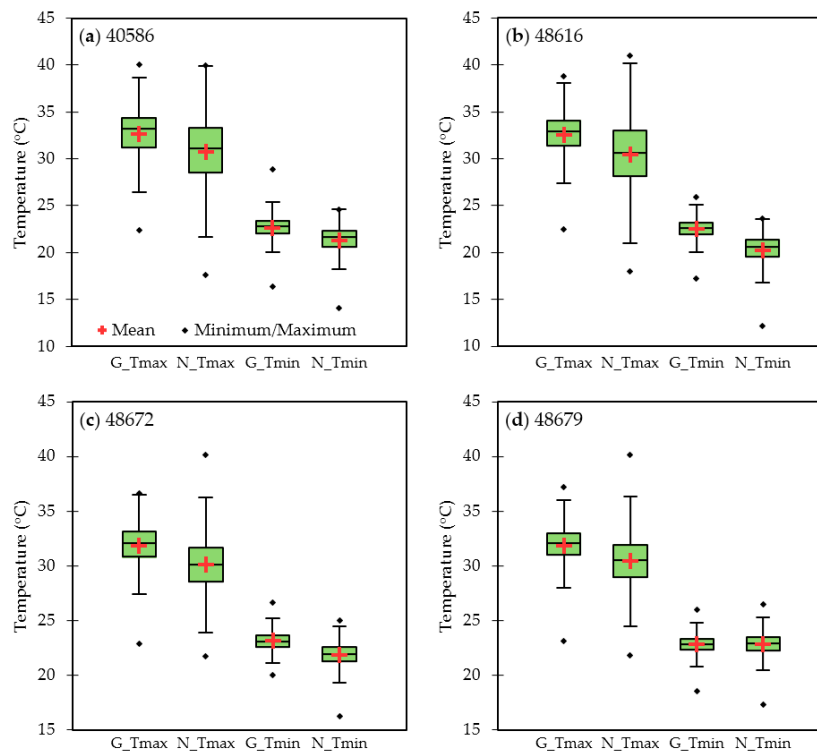 (a) 40586
Temperature (°C)
45
40
35
30
25
20
15
10
Mean
Minimum/Maximum
G_Tmax N_Tmax G_Tmin N_Tmin
(b) 48616
Temperature (°C)
45
40
35
30
25
20
15
10
G_Tmax N_Tmax G_Tmin N_Tmin
(c) 48672
Temperature (°C)
45
40
35
30
25
20
15
G_Tmax N_Tmax G_Tmin N_Tmin
(d) 48679
Temperature (°C)
45
40
35
30
25
20
15
G_Tmax N_Tmax G_Tmin N_Tmin